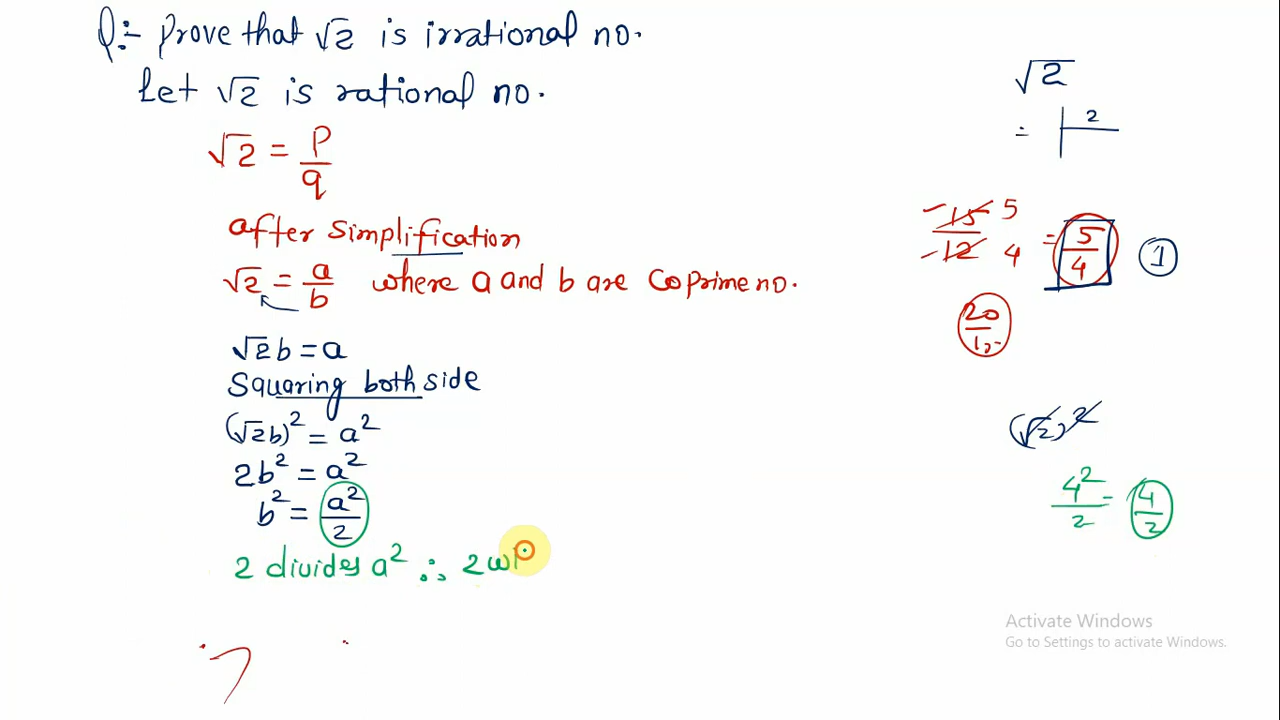 Q:- Prove that √2 is irrational no.
Let √2 is rational no.
√2 = p/q
after simplification
√2 = a/b where a and b are Coprime no.
√2b = a
Squaring both side
(√2b)² = a²
2b² = a²
b² = a²/2
2 divides a² ∴ 2
√2
= 2
-15/-12 5/4 = 5/4 1
20
(√2)²
4²/2 = 4/2
Activate Windows
Go to Settings to activate Windows.